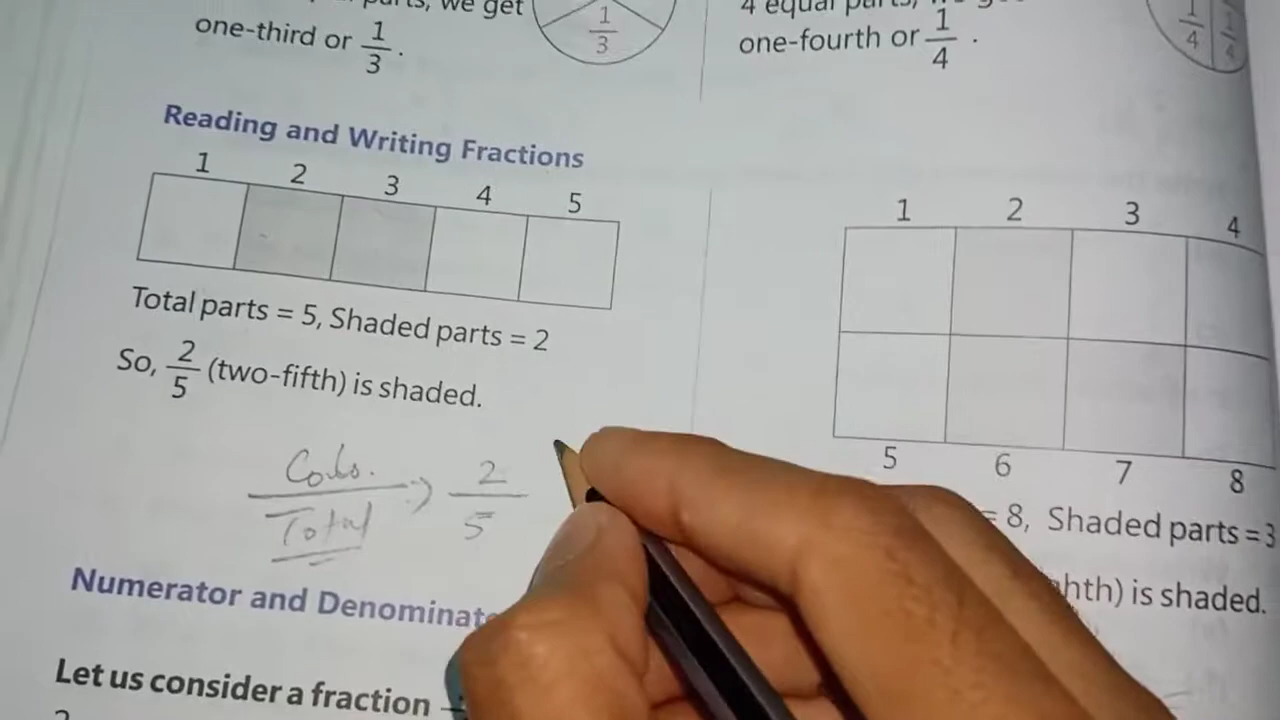 parts, we get
one-third or 1/3.
1/3
4 equal parts,
one-fourth or 1/4.
1/4 1/4
Reading and Writing Fractions
1 2 3 4 5
Total parts = 5, Shaded parts = 2
So, 2/5 (two-fifth) is shaded.
Total → 2/5
1 2 3 4
5 6 7 8
= 8, Shaded parts = 3
hth) is shaded.
Numerator and Denominat
Let us consider a fraction